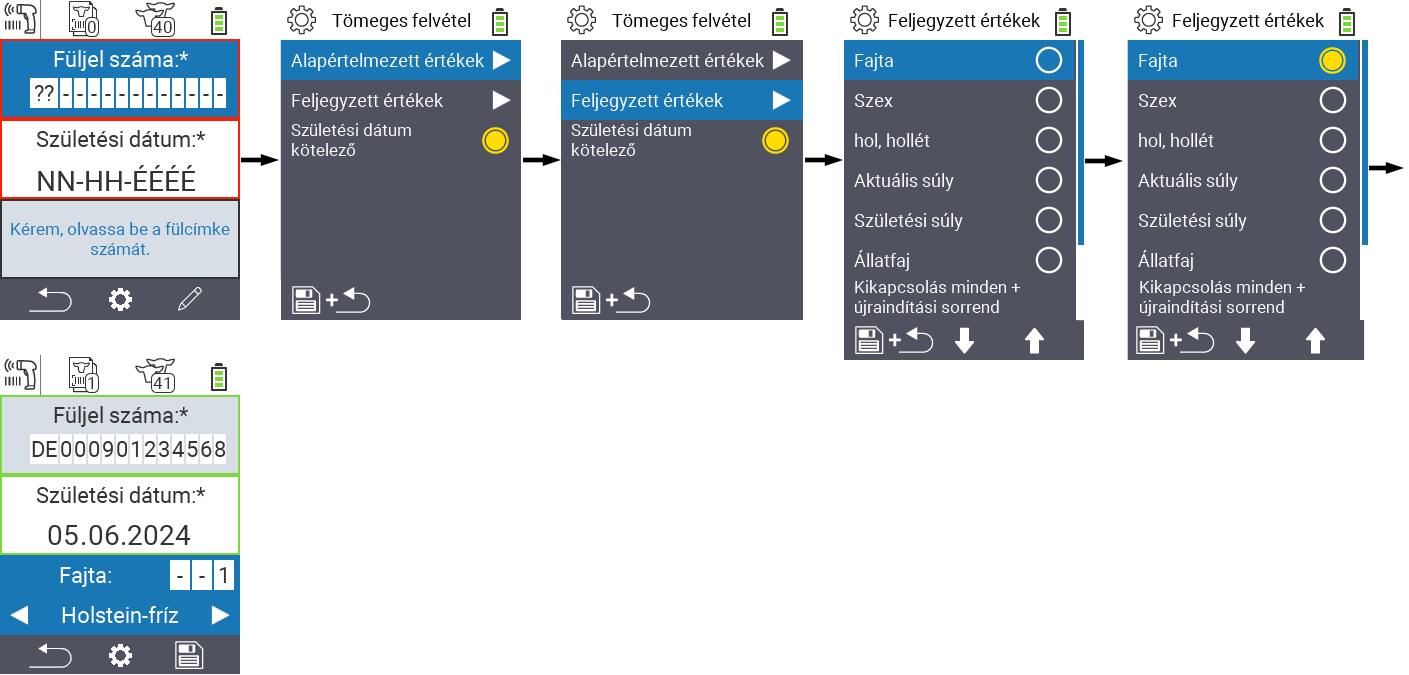 0
40
Füljel száma:*
??------------
Születési dátum:*
NN-HH-ÉÉÉÉ
Kérem, olvassa be a fülcímke
számát.
Tömeges felvétel
Alapértelmezett értékek
Feljegyzett értékek
Születési dátum
kötelező
+
Tömeges felvétel
Alapértelmezett értékek
Feljegyzett értékek
Születési dátum
kötelező
+
Feljegyzett értékek
Fajta
Szex
hol, hollét
Aktuális súly
Születési súly
Állatfaj
Kikapcsolás minden +
újraindítási sorrend
+
Feljegyzett értékek
Fajta
Szex
hol, hollét
Aktuális súly
Születési súly
Állatfaj
Kikapcsolás minden +
újraindítási sorrend
+
1
41
Füljel száma:*
DE000901234568
Születési dátum:*
05.06.2024
Fajta: --1
Holstein-fríz